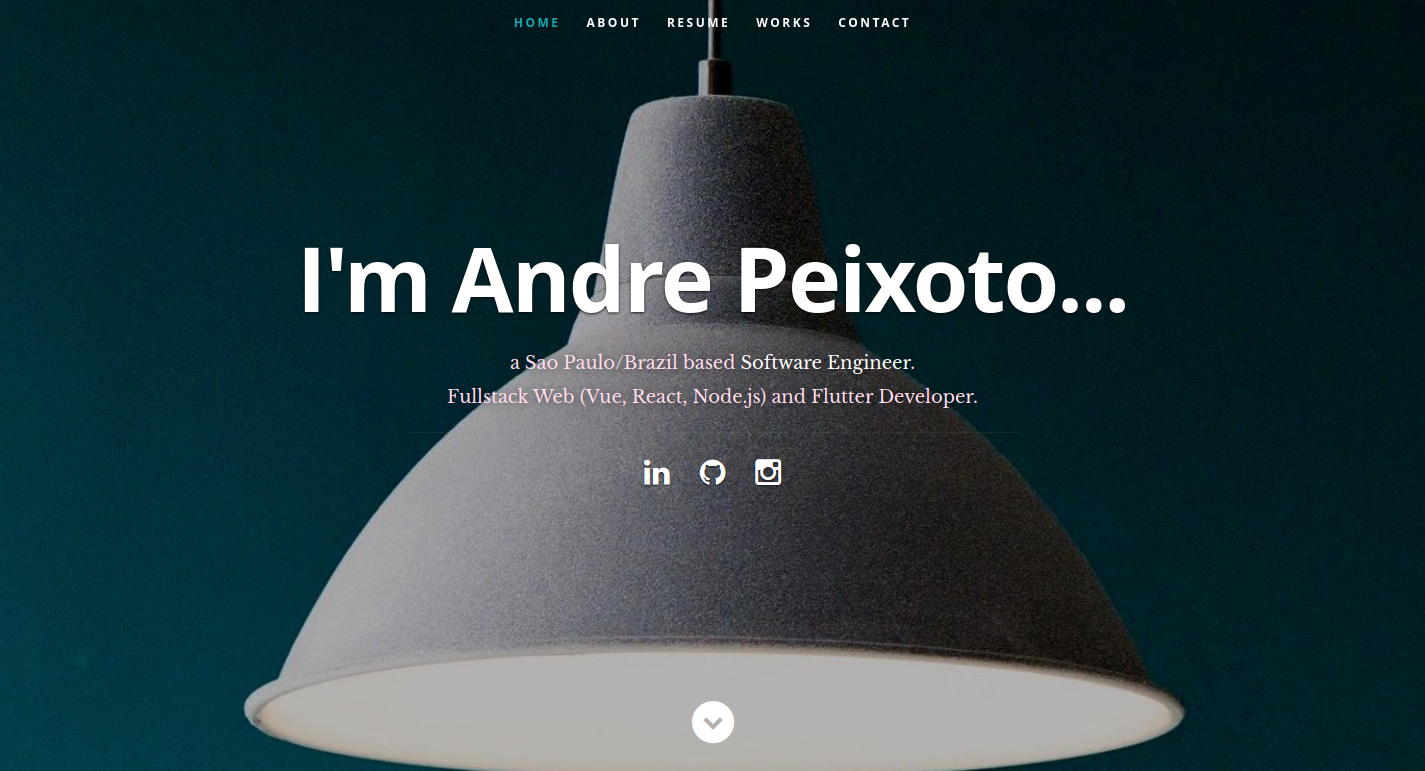 HOME ABOUT RESUME WORKS CONTACT
I'm Andre Peixoto...
a Sao Paulo/Brazil based Software Engineer.
Fullstack Web (Vue, React, Node.js) and Flutter Developer.
in